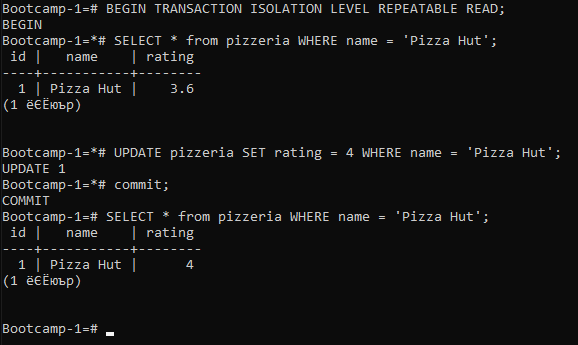 Bootcamp-1=# BEGIN TRANSACTION ISOLATION LEVEL REPEATABLE READ;
BEGIN
Bootcamp-1=*# SELECT * from pizzeria WHERE name = 'Pizza Hut';
 id |   name    | rating
----+-----------+--------
  1 | Pizza Hut |    3.6
(1 ёЄЁюър)
Bootcamp-1=*# UPDATE pizzeria SET rating = 4 WHERE name = 'Pizza Hut';
UPDATE 1
Bootcamp-1=*# commit;
COMMIT
Bootcamp-1=# SELECT * from pizzeria WHERE name = 'Pizza Hut';
 id |   name    | rating
----+-----------+--------
  1 | Pizza Hut |      4
(1 ёЄЁюър)
Bootcamp-1=#